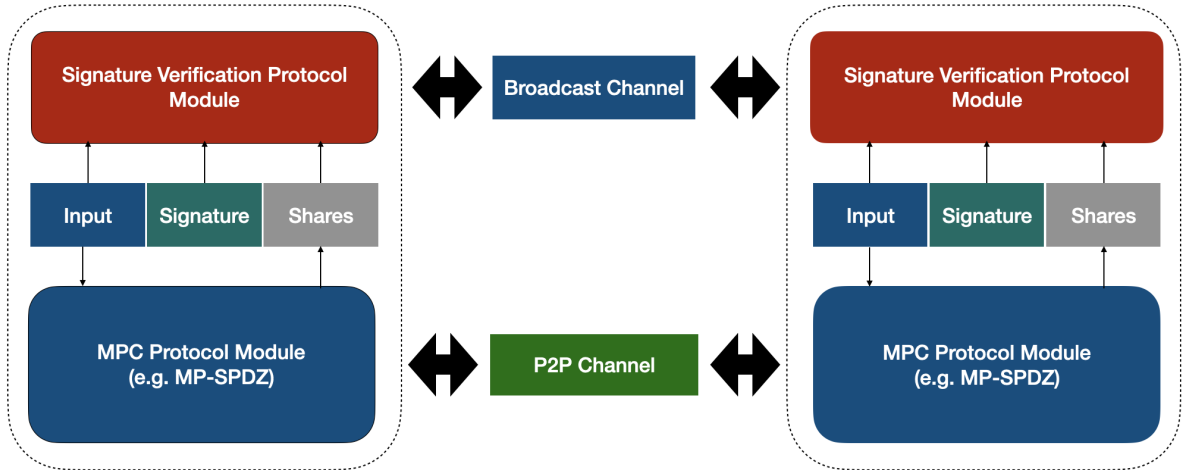 Signature Verification Protocol
Module
Broadcast Channel
Signature Verification Protocol
Module
Input
Signature
Shares
Input
Signature
Shares
MPC Protocol Module
(e.g. MP-SPDZ)
P2P Channel
MPC Protocol Module
(e.g. MP-SPDZ)